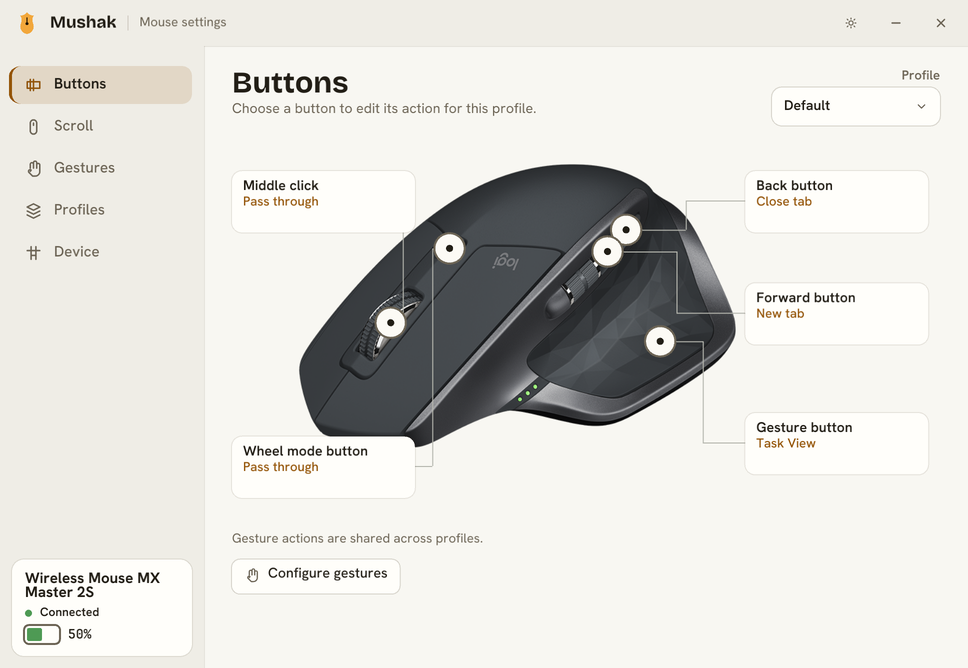 Mushak
Mouse settings
Buttons
Scroll
Gestures
Profiles
Device
Wireless Mouse MX
Master 2S
Connected
50%
Buttons
Choose a button to edit its action for this profile.
Profile
Default
Middle click
Pass through
Back button
Close tab
logi
Forward button
New tab
Gesture button
Task View
Wheel mode button
Pass through
Gesture actions are shared across profiles.
Configure gestures